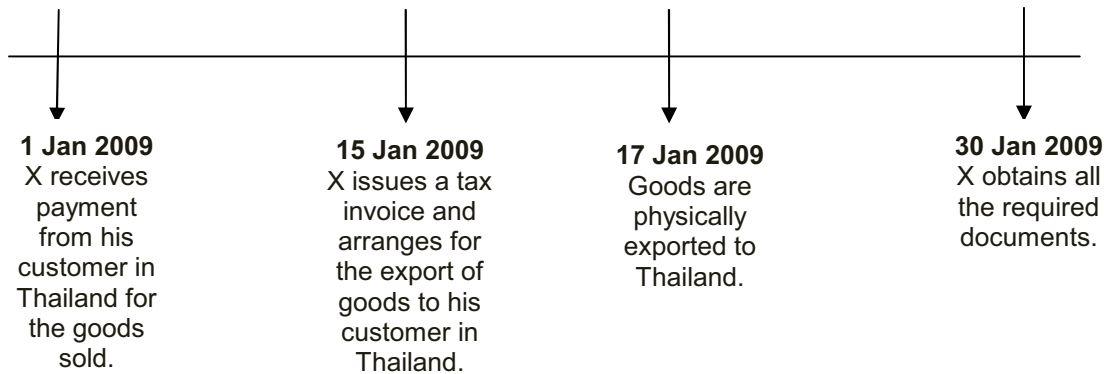 1 Jan 2009
X receives
payment
from his
customer in
Thailand for
the goods
sold.
15 Jan 2009
X issues a tax
invoice and
arranges for
the export of
goods to his
customer in
Thailand.
17 Jan 2009
Goods are
physically
exported to
Thailand.
30 Jan 2009
X obtains all
the required
documents.